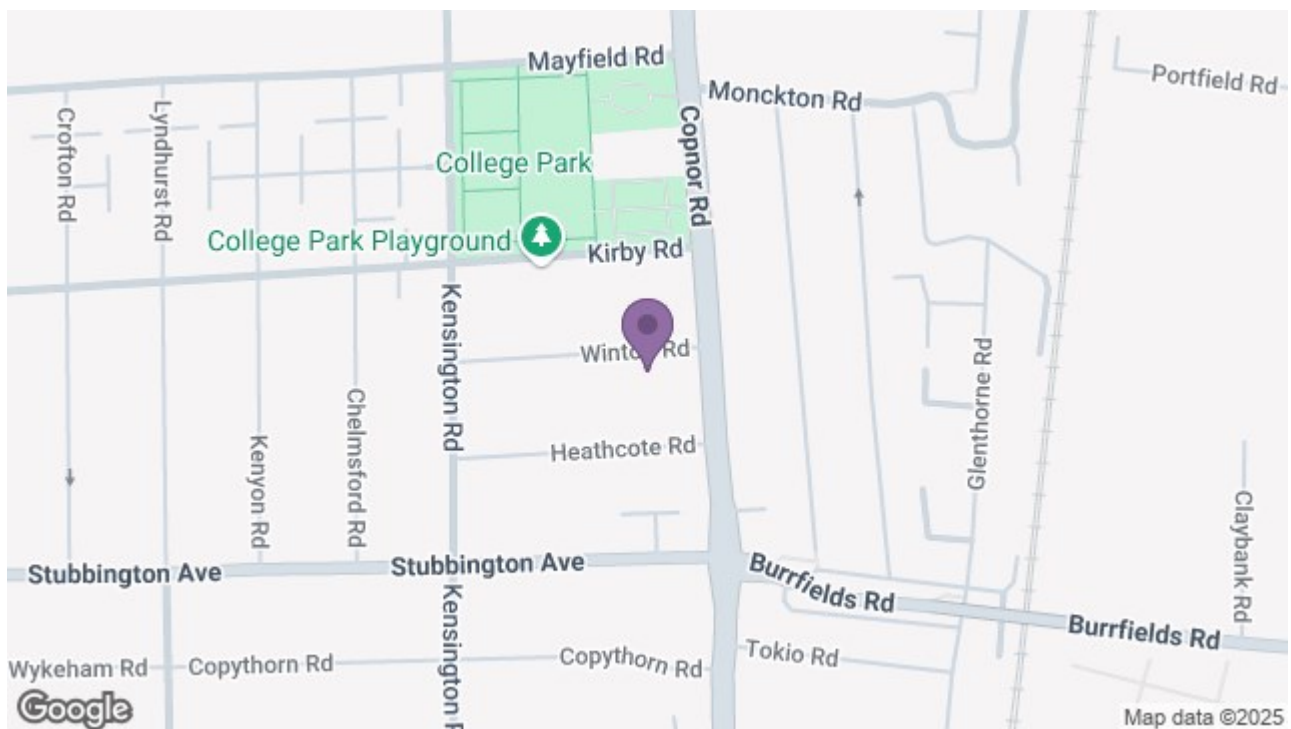 Mayfield Rd
Portfield Rd
Monckton Rd
Crofton Rd
Lyndhurst Rd
College Park
Copnor Rd
College Park Playground
Kirby Rd
Kensington Rd
Rd
Glenthorne Rd
Chelmsford Rd
Kenyon Rd
Heathcote Rd
Claybank Rd
Stubbington Ave
Stubbington Ave
Burrfields Rd
Burrfields Rd
Kensington
Wykeham Rd
Copythorn Rd
Copythorn Rd
Tokio Rd
Google
Map data ©2025